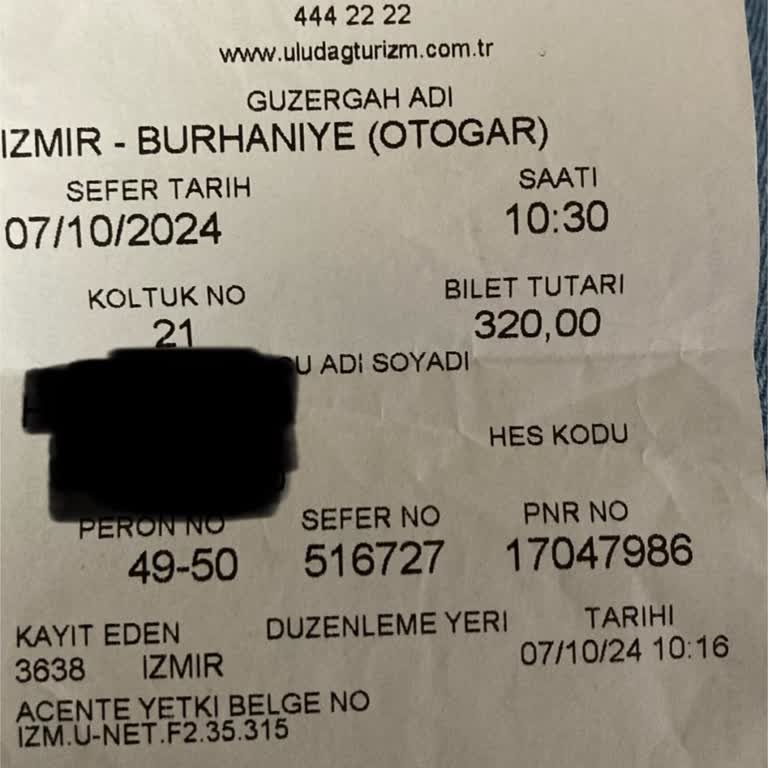 444 22 22
www.uludagturizm.com.tr
GUZERGAH ADI
IZMIR - BURHANIYE (OTOGAR)
SEFER TARIH SAATI
07/10/2024 10:30
KOLTUK NO BILET TUTARI
21 320,00
U ADI SOYADI
HES KODU
PERON NO SEFER NO PNR NO
49-50 516727 17047986
KAYIT EDEN DUZENLEME YERI TARIHI
3638 IZMIR 07/10/24 10:16
ACENTE YETKI BELGE NO
IZM.U-NET.F2.35.315